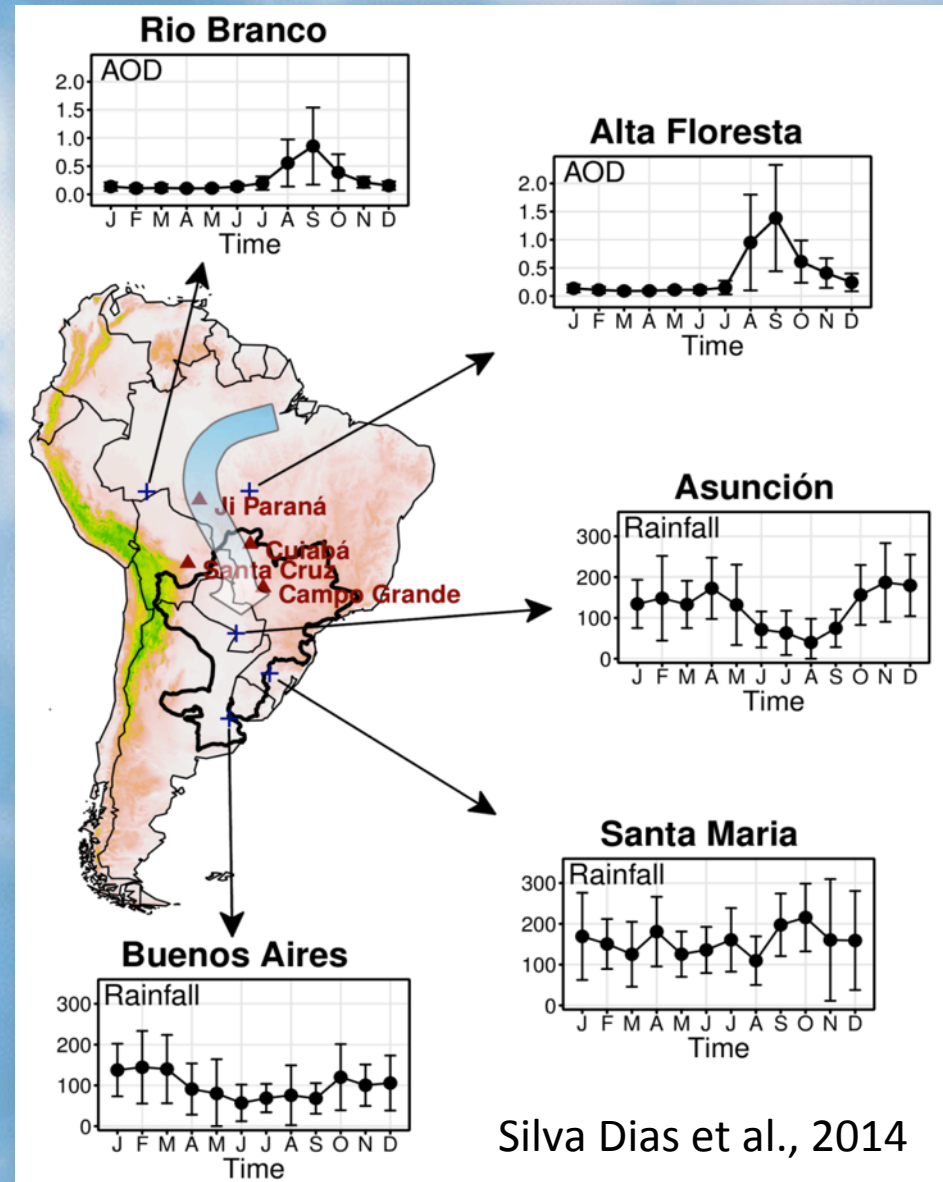 Rio Branco
AOD
2.0
1.5
1.0
0.5
0.0
J F M A M J J A S O N D
Time
Alta Floresta
AOD
2.0
1.5
1.0
0.5
0.0
J F M A M J J A S O N D
Time
Ji Paraná
Cuiabá
Santa Cruz
Campo Grande
Asunción
Rainfall
300
200
100
0
J F M A M J J A S O N D
Time
Santa Maria
Rainfall
300
200
100
0
J F M A M J J A S O N D
Time
Buenos Aires
Rainfall
300
200
100
0
J F M A M J J A S O N D
Time
Silva Dias et al., 2014